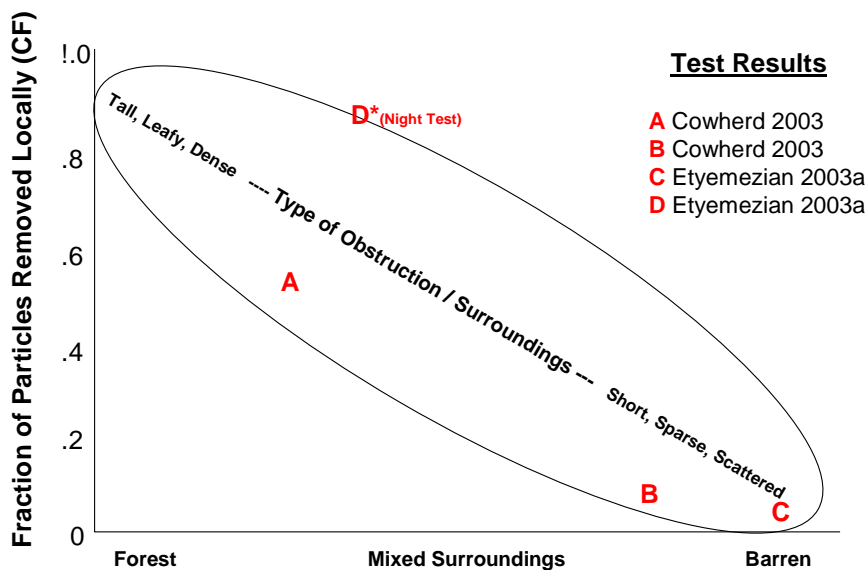 Fraction of Particles Removed Locally (CF)
!.0
.8
.6
.4
.2
0
Tall, Leafy, Dense ---- Type of Obstruction / Surroundings --- Short, Sparse, Scattered
D*(Night Test)
A
B
C
Test Results
A Cowherd 2003
B Cowherd 2003
C Etyemezian 2003a
D Etyemezian 2003a
Forest Mixed Surroundings Barren